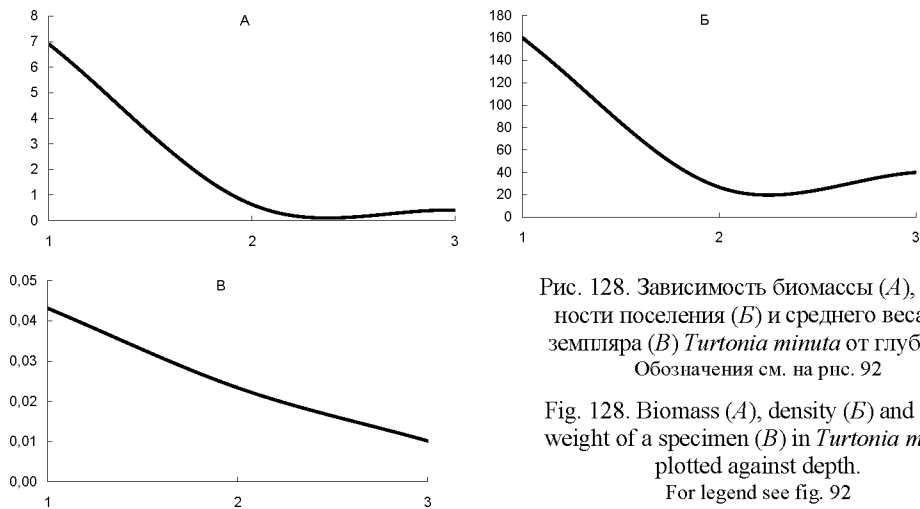 А
8
7
6
5
4
3
2
1
0
1 2 3
Б
180
160
140
120
100
80
60
40
20
0
1 2 3
В
0,05
0,04
0,03
0,02
0,01
0,00
1 2 3
Рис. 128. Зависимость биомассы (А),
ности поселения (Б) и среднего веса
земпляра (В) Turtonia minuta от глуб
Обозначения см. на рис. 92
Fig. 128. Biomass (А), density (Б) and
weight of a specimen (В) in Turtonia m
plotted against depth.
For legend see fig. 92